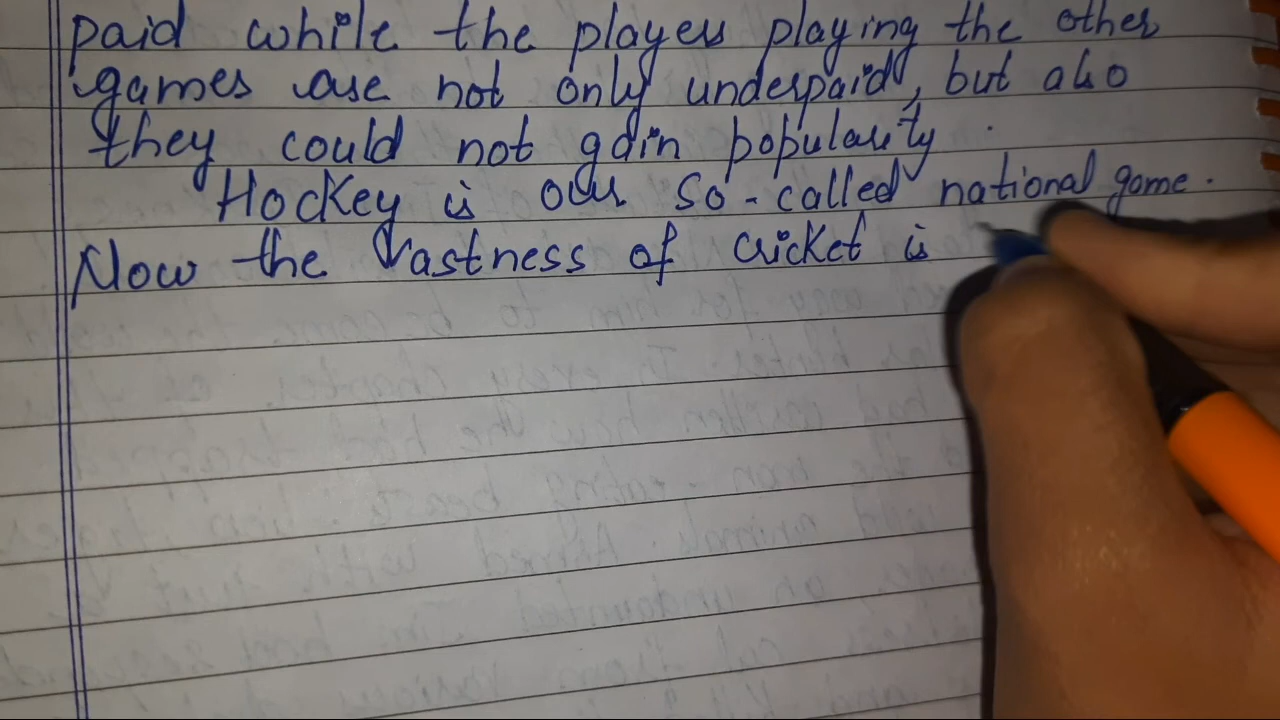 paid while the players playing the other
games are not only underpaid, but also
they could not gain popularity.
Hockey is our so-called national game.
Now the vastness of cricket is